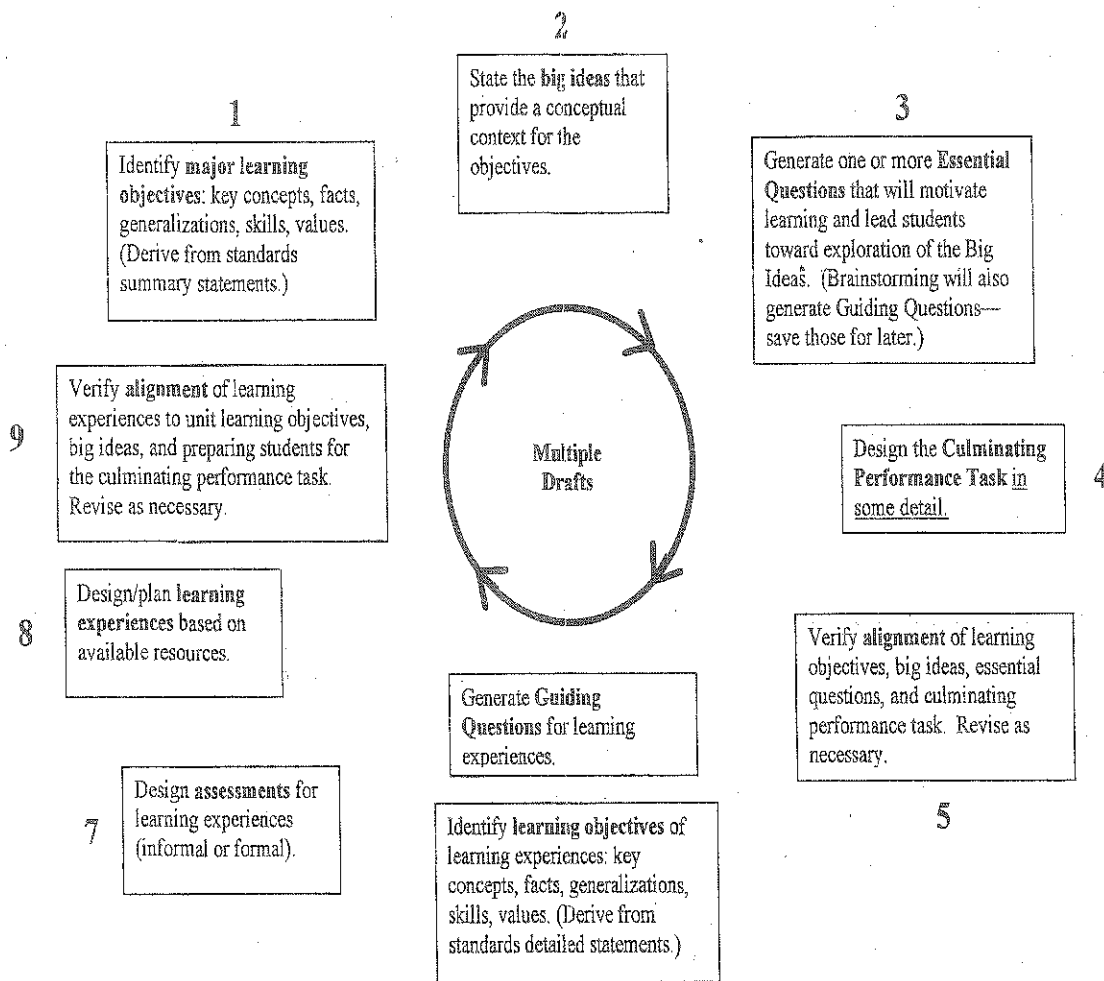 1
Identify major learning
objectives: key concepts, facts,
generalizations, skills, values.
(Derive from standards
summary statements.)
2
State the big ideas that
provide a conceptual
context for the
objectives.
3
Generate one or more Essential
Questions that will motivate
learning and lead students
toward exploration of the Big
Ideas. (Brainstorming will also
generate Guiding Questions—
save those for later.)
Multiple
Drafts
Design the Culminating
Performance Task in
some detail.
4
Verify alignment of learning
objectives, big ideas, essential
questions, and culminating
performance task. Revise as
necessary.
5
Generate Guiding
Questions for learning
experiences.
Identify learning objectives of
learning experiences: key
concepts, facts, generalizations,
skills, values. (Derive from
standards detailed statements.)
7
Design assessments for
learning experiences
(informal or formal).
8
Design/plan learning
experiences based on
available resources.
9
Verify alignment of learning
experiences to unit learning objectives,
big ideas, and preparing students for
the culminating performance task.
Revise as necessary.